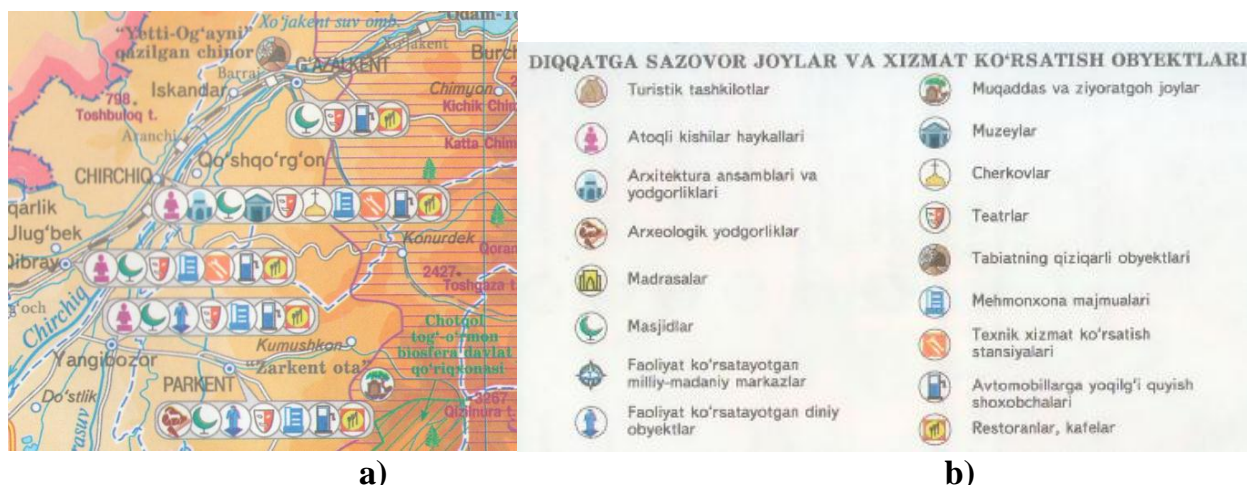 "Yetti-Og‘ayni"
qazilgan chinor
Xo‘jakent suv omb.
Xo‘jakent
Barraj
G‘AZALKENT
Iskandar
798.
Toshbuloq t.
Aranchi
Chimyon
Kichik Chim
Katta Chim
Qo‘shqo‘rg‘on
CHIRCHIQ
qarlik
Ulug‘bek
Qibray
Konurdek
Qoran
2427.
Toshgaza t.
Chirchiq
Yangibozor
Kumushkon
"Zarkent ota"
PARKENT
Do‘stlik
Chotqol
tog‘-o‘rmon
biosfera davlat
qo‘riqxonasi
3267
Qizilnura t.
DIQQATGA SAZOVOR JOYLAR VA XIZMAT KO‘RSATISH OBYEKTLARI
Turistik tashkilotlar
Atoqli kishilar haykallari
Arxitektura ansamblari va
yodgorliklari
Arxeologik yodgorliklar
Madrasalar
Masjidlar
Faoliyat ko‘rsatayotgan
milliy-madaniy markazlar
Faoliyat ko‘rsatayotgan diniy
obyektlar
Muqaddas va ziyoratgoh joylar
Muzeylar
Cherkovlar
Teatrlar
Tabiatning qiziqarli obyektlari
Mehmonxona majmualari
Texnik xizmat ko‘rsatish
stansiyalari
Avtomobillarga yoqilg‘i quyish
shoxobchalari
Restoranlar, kafelar
a)
b)